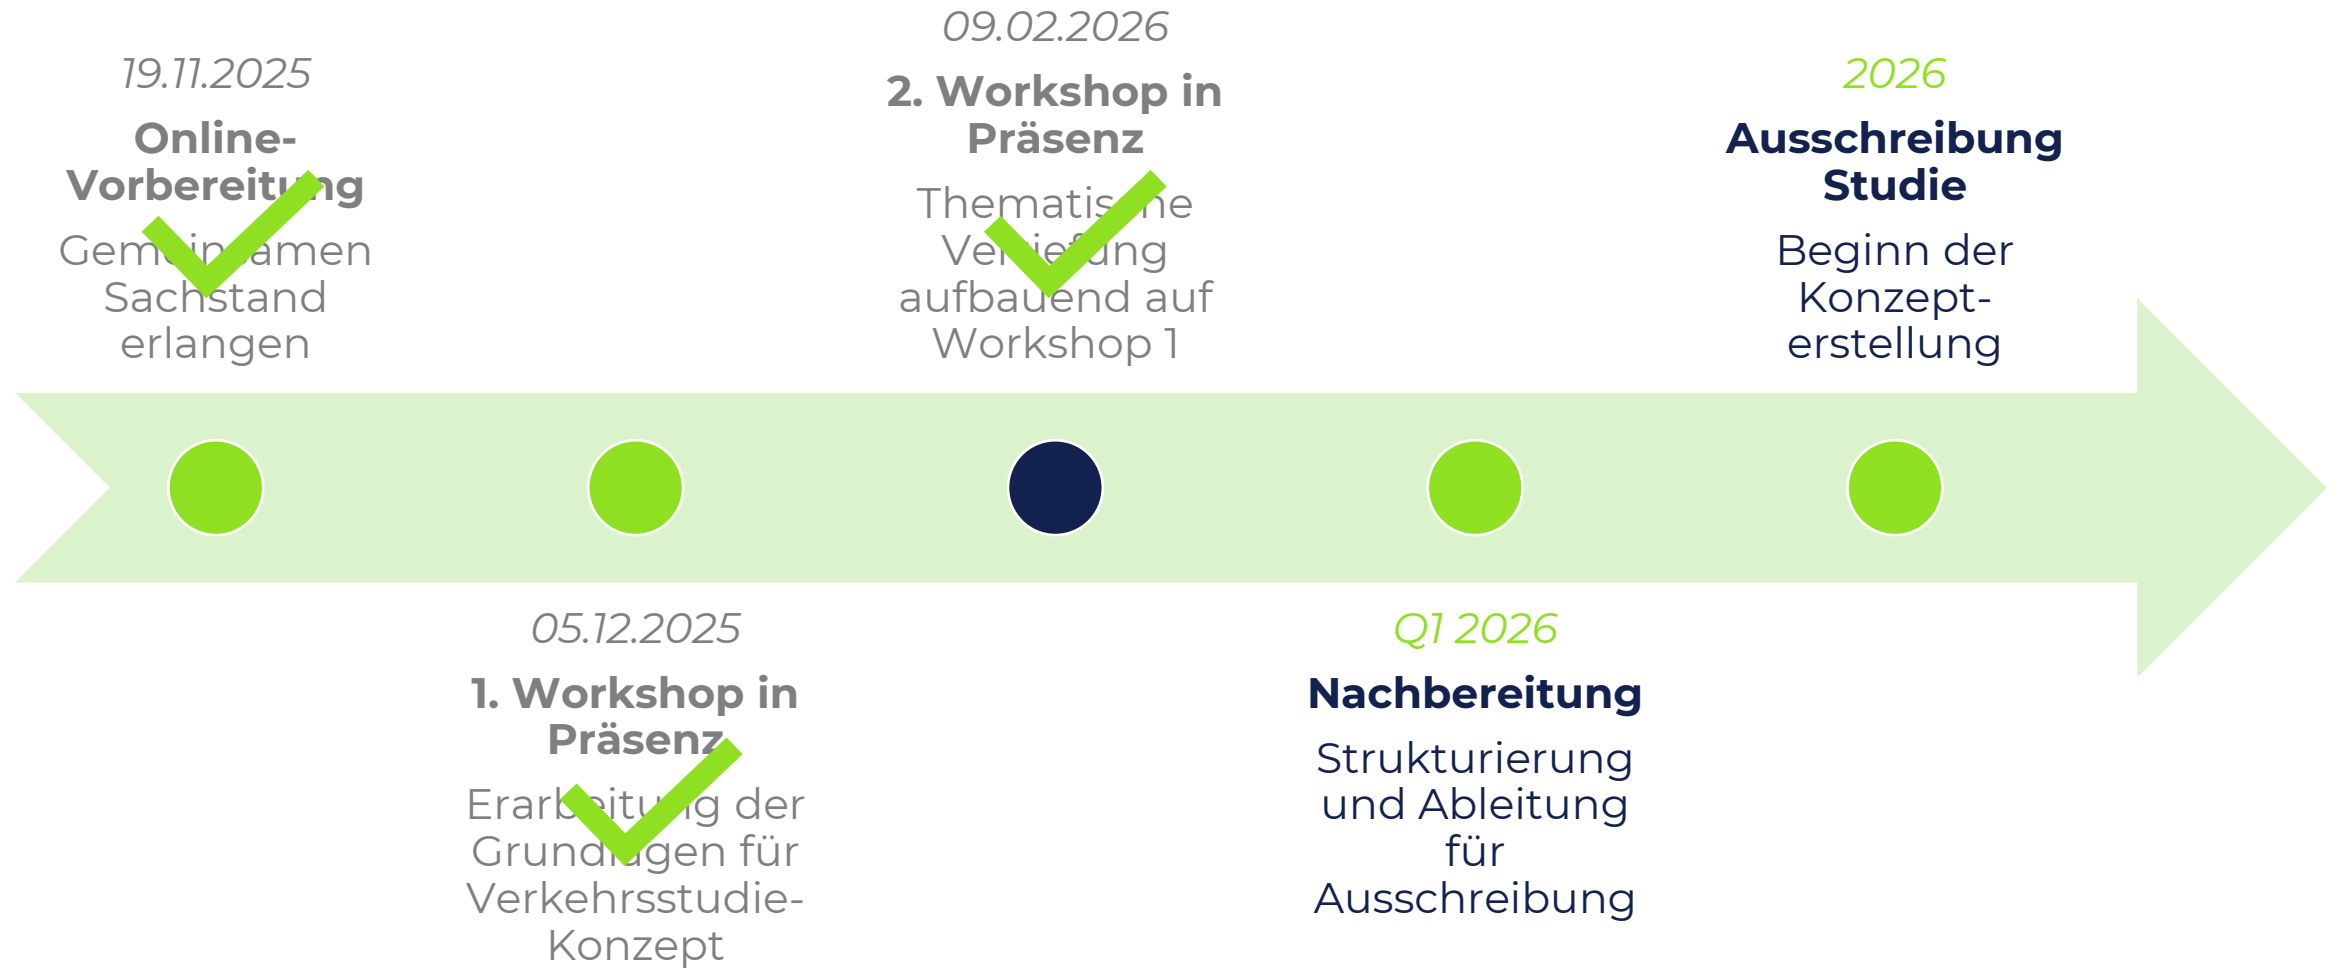 19.11.2025
Online-
Vorbereitung
Gemeinsamen
Sachstand
erlangen
05.12.2025
1. Workshop in
Präsenz
Erarbeitung der
Grundlagen für
Verkehrsstudie-
Konzept
09.02.2026
2. Workshop in
Präsenz
Thematische
Vertiefung
aufbauend auf
Workshop 1
Q1 2026
Nachbereitung
Strukturierung
und Ableitung
für
Ausschreibung
2026
Ausschreibung
Studie
Beginn der
Konzept-
erstellung